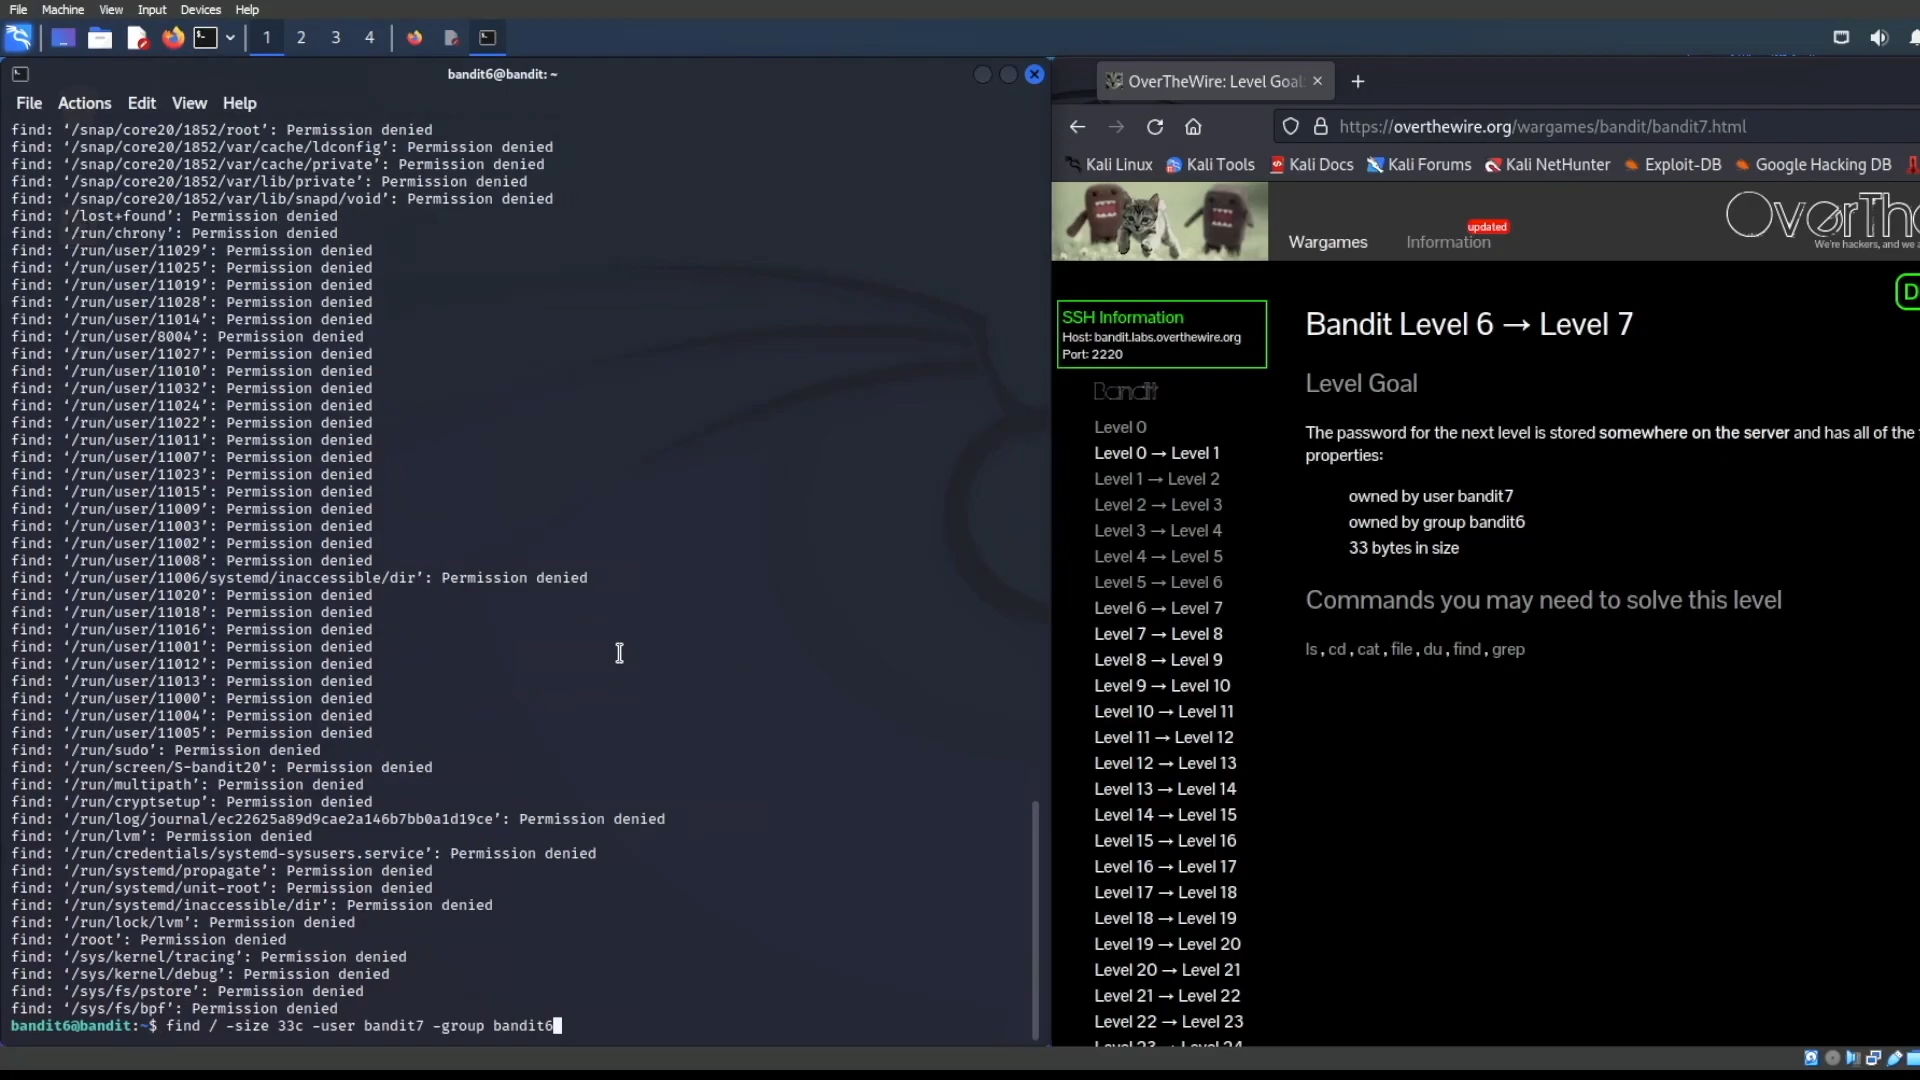 File Machine View Input Devices Help
1 2 3 4
bandit6@bandit: ~
File Actions Edit View Help
find: ‘/snap/core20/1852/root’: Permission denied
find: ‘/snap/core20/1852/var/cache/ldconfig’: Permission denied
find: ‘/snap/core20/1852/var/cache/private’: Permission denied
find: ‘/snap/core20/1852/var/lib/private’: Permission denied
find: ‘/snap/core20/1852/var/lib/snapd/void’: Permission denied
find: ‘/lost+found’: Permission denied
find: ‘/run/chrony’: Permission denied
find: ‘/run/user/11029’: Permission denied
find: ‘/run/user/11025’: Permission denied
find: ‘/run/user/11019’: Permission denied
find: ‘/run/user/11028’: Permission denied
find: ‘/run/user/11014’: Permission denied
find: ‘/run/user/8004’: Permission denied
find: ‘/run/user/11027’: Permission denied
find: ‘/run/user/11010’: Permission denied
find: ‘/run/user/11032’: Permission denied
find: ‘/run/user/11024’: Permission denied
find: ‘/run/user/11022’: Permission denied
find: ‘/run/user/11011’: Permission denied
find: ‘/run/user/11007’: Permission denied
find: ‘/run/user/11023’: Permission denied
find: ‘/run/user/11015’: Permission denied
find: ‘/run/user/11009’: Permission denied
find: ‘/run/user/11003’: Permission denied
find: ‘/run/user/11002’: Permission denied
find: ‘/run/user/11008’: Permission denied
find: ‘/run/user/11006/systemd/inaccessible/dir’: Permission denied
find: ‘/run/user/11020’: Permission denied
find: ‘/run/user/11018’: Permission denied
find: ‘/run/user/11016’: Permission denied
find: ‘/run/user/11001’: Permission denied
find: ‘/run/user/11012’: Permission denied
find: ‘/run/user/11013’: Permission denied
find: ‘/run/user/11000’: Permission denied
find: ‘/run/user/11004’: Permission denied
find: ‘/run/user/11005’: Permission denied
find: ‘/run/sudo’: Permission denied
find: ‘/run/screen/S-bandit20’: Permission denied
find: ‘/run/multipath’: Permission denied
find: ‘/run/cryptsetup’: Permission denied
find: ‘/run/log/journal/ec22625a89d9cae2a146b7bb0a1d19ce’: Permission denied
find: ‘/run/lvm’: Permission denied
find: ‘/run/credentials/systemd-sysusers.service’: Permission denied
find: ‘/run/systemd/propagate’: Permission denied
find: ‘/run/systemd/unit-root’: Permission denied
find: ‘/run/systemd/inaccessible/dir’: Permission denied
find: ‘/run/lock/lvm’: Permission denied
find: ‘/root’: Permission denied
find: ‘/sys/kernel/tracing’: Permission denied
find: ‘/sys/kernel/debug’: Permission denied
find: ‘/sys/fs/pstore’: Permission denied
find: ‘/sys/fs/bpf’: Permission denied
bandit6@bandit:~$ find / -size 33c -user bandit7 -group bandit6
OverTheWire: Level Goal
https://overthewire.org/wargames/bandit/bandit7.html
Kali Linux Kali Tools Kali Docs Kali Forums Kali NetHunter Exploit-DB Google Hacking DB
Wargames Information updated
OverTh
We're hackers, and we a
D
SSH Information
Host: bandit.labs.overthewire.org
Port: 2220
Bandit
Level 0
Level 0 → Level 1
Level 1 → Level 2
Level 2 → Level 3
Level 3 → Level 4
Level 4 → Level 5
Level 5 → Level 6
Level 6 → Level 7
Level 7 → Level 8
Level 8 → Level 9
Level 9 → Level 10
Level 10 → Level 11
Level 11 → Level 12
Level 12 → Level 13
Level 13 → Level 14
Level 14 → Level 15
Level 15 → Level 16
Level 16 → Level 17
Level 17 → Level 18
Level 18 → Level 19
Level 19 → Level 20
Level 20 → Level 21
Level 21 → Level 22
Level 22 → Level 23
Bandit Level 6 → Level 7
Level Goal
The password for the next level is stored somewhere on the server and has all of the
properties:
owned by user bandit7
owned by group bandit6
33 bytes in size
Commands you may need to solve this level
ls , cd , cat , file , du , find , grep